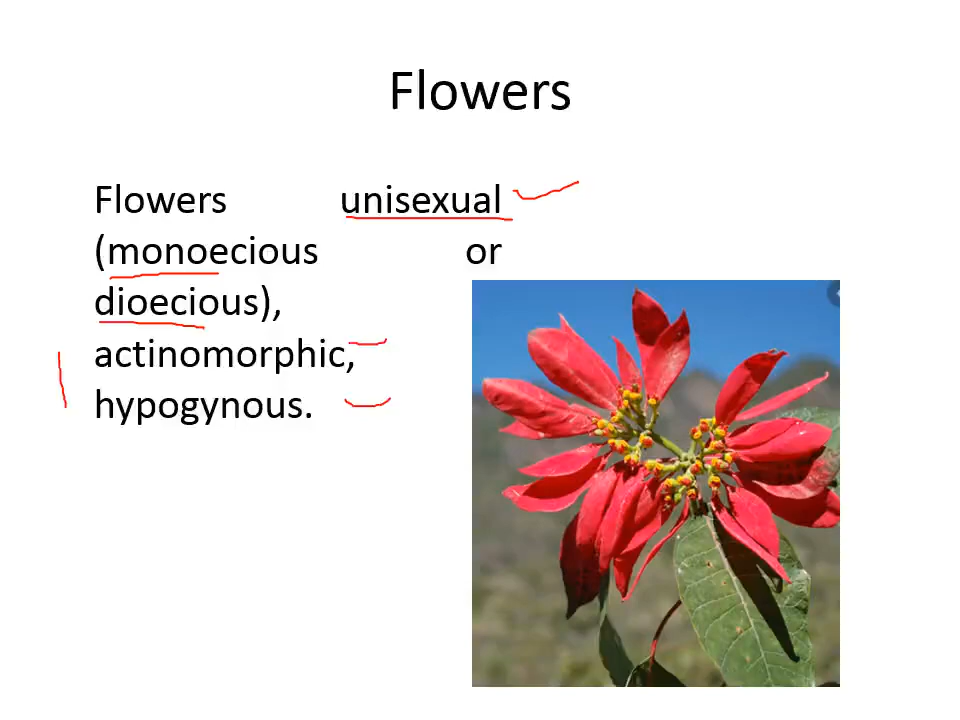 Flowers
Flowers unisexual
(monoecious or
dioecious),
actinomorphic,
hypogynous.